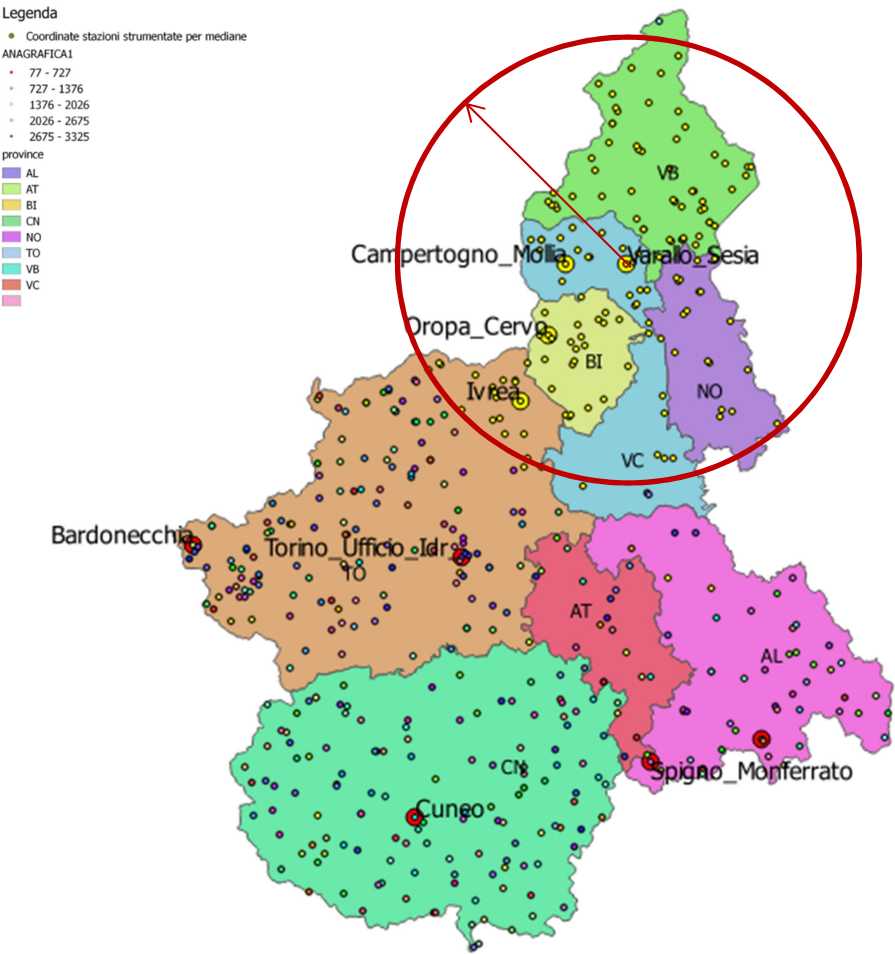 Legenda
Coordinate stazioni strumentate per mediane
ANAGRAFICA1
77 - 727
727 - 1376
1376 - 2026
2026 - 2675
2675 - 3325
province
AL
AT
BI
CN
NO
TO
VB
VC
VB
Campertogno_Mollia
Varallo_Sesia
Oropa_Cervo
BI
Ivrea
NO
VC
Bardonecchia
Torino_Ufficio_Idr_
TO
AT
AL
CN
Spigno_Monferrato
Cuneo